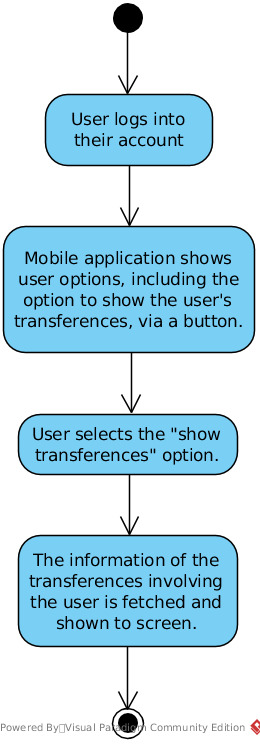 User logs into
their account
Mobile application shows
user options, including the
option to show the user's
transferences, via a button.
User selects the "show
transferences" option.
The information of the
transferences involving
the user is fetched and
shown to screen.
Powered By Visual Paradigm Community Edition